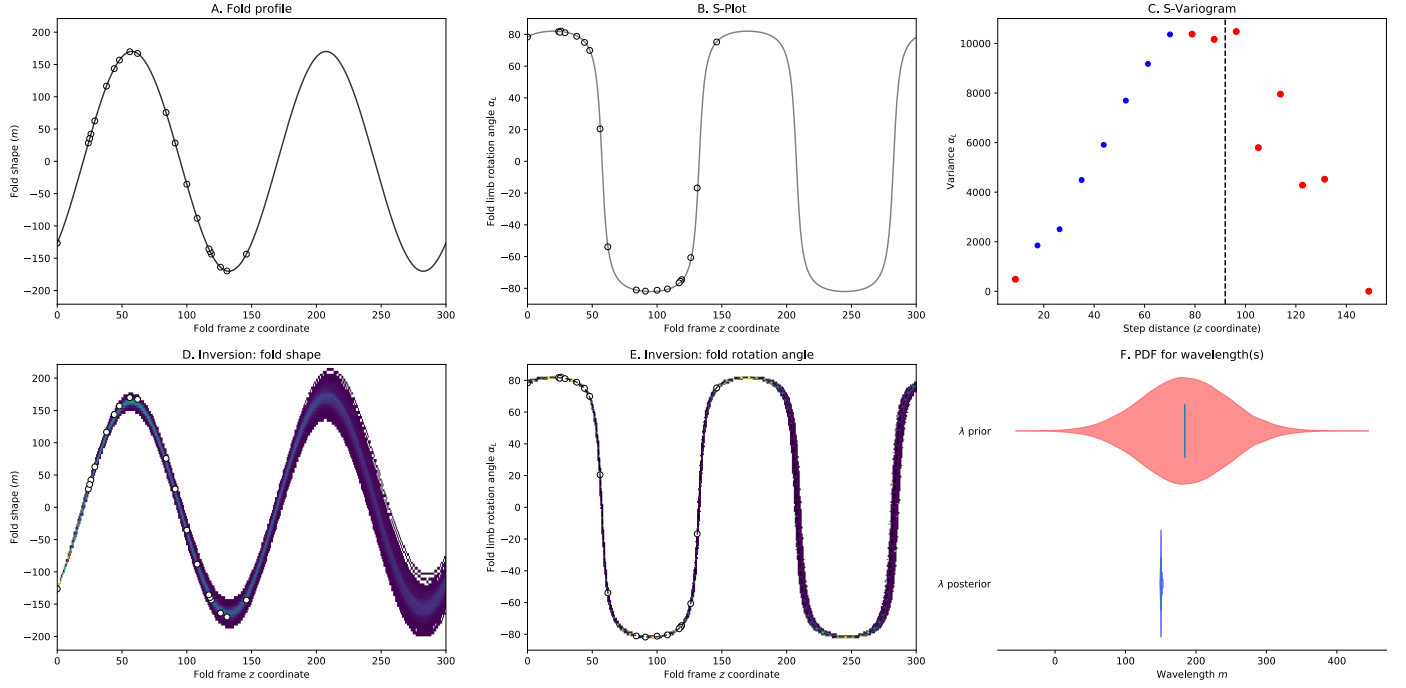 A. Fold profile
200
150
100
50
0
−50
−100
−150
−200
Fold shape (m)
0 50 100 150 200 250 300
Fold frame z coordinate
B. S-Plot
80
60
40
20
0
−20
−40
−60
−80
Fold limb rotation angle α_L
0 50 100 150 200 250 300
Fold frame z coordinate
C. S-Variogram
10000
8000
6000
4000
2000
0
Variance α_L
20 40 60 80 100 120 140
Step distance (z coordinate)
D. Inversion: fold shape
200
150
100
50
0
−50
−100
−150
−200
Fold shape (m)
0 50 100 150 200 250 300
Fold frame z coordinate
E. Inversion: fold rotation angle
80
60
40
20
0
−20
−40
−60
−80
Fold limb rotation angle α_L
0 50 100 150 200 250 300
Fold frame z coordinate
F. PDF for wavelength(s)
λ prior
λ posterior
0 100 200 300 400
Wavelength m